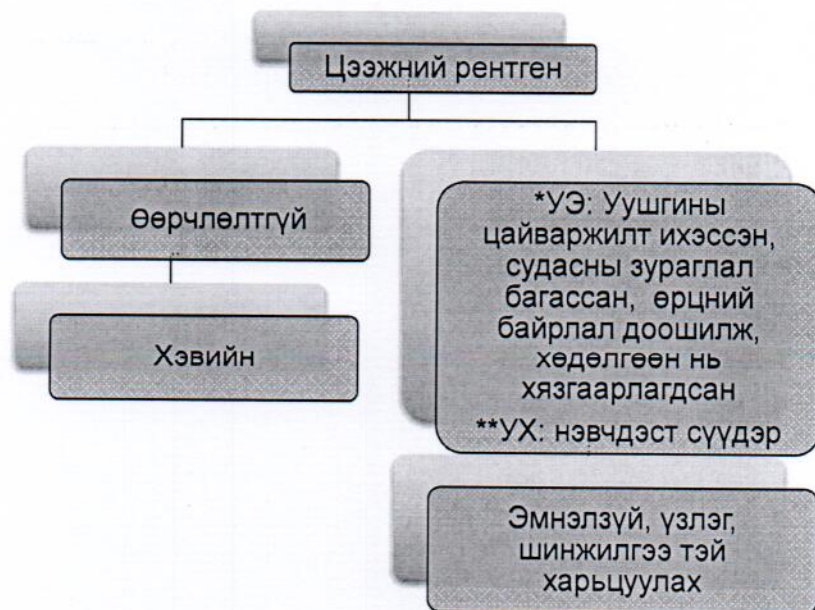 Цээжний рентген
Өөрчлөлтгүй
Хэвийн
*УЭ: Уушгины
цайваржилт ихэссэн,
судасны зураглал
багассан, өрцний
байрлал доошилж,
хөдөлгөөн нь
хязгаарлагдсан
**УХ: нэвчдэст сүүдэр
Эмнэлзүй, үзлэг,
шинжилгээ тэй
харьцуулах